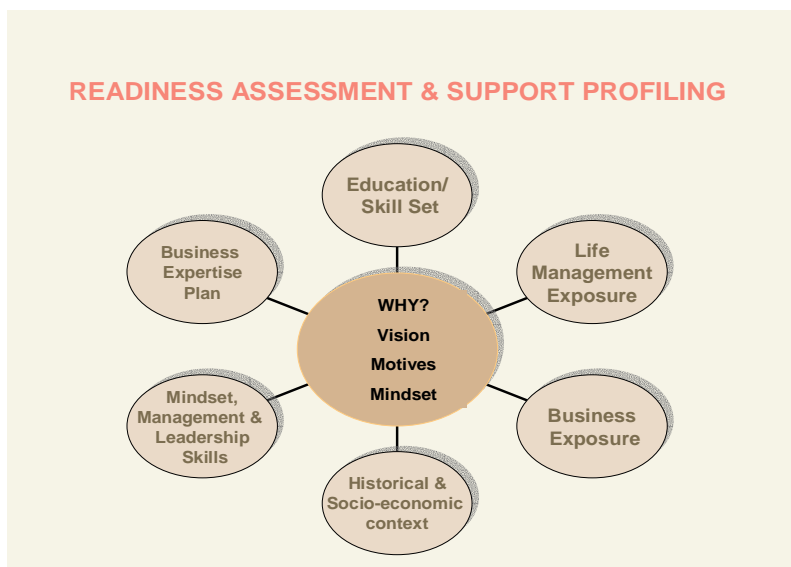 READINESS ASSESSMENT & SUPPORT PROFILING
Education/
Skill Set
Life
Management
Exposure
Business
Exposure
Historical &
Socio-economic
context
Mindset,
Management &
Leadership
Skills
Business
Expertise
Plan
WHY?
Vision
Motives
Mindset